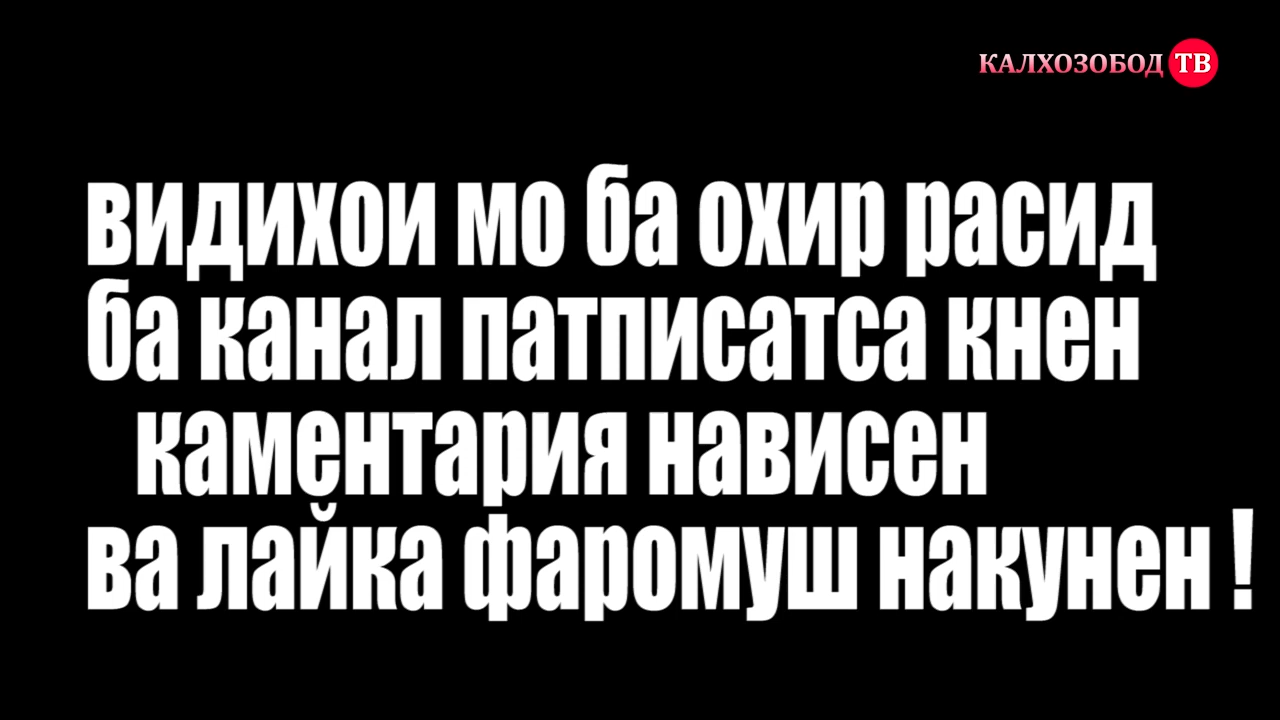 КАЛХОЗОБОД ТВ
видихои мо ба охир расид
ба канал патписатса кнен
каментария нависен
ва лайка фаромуш накунен !